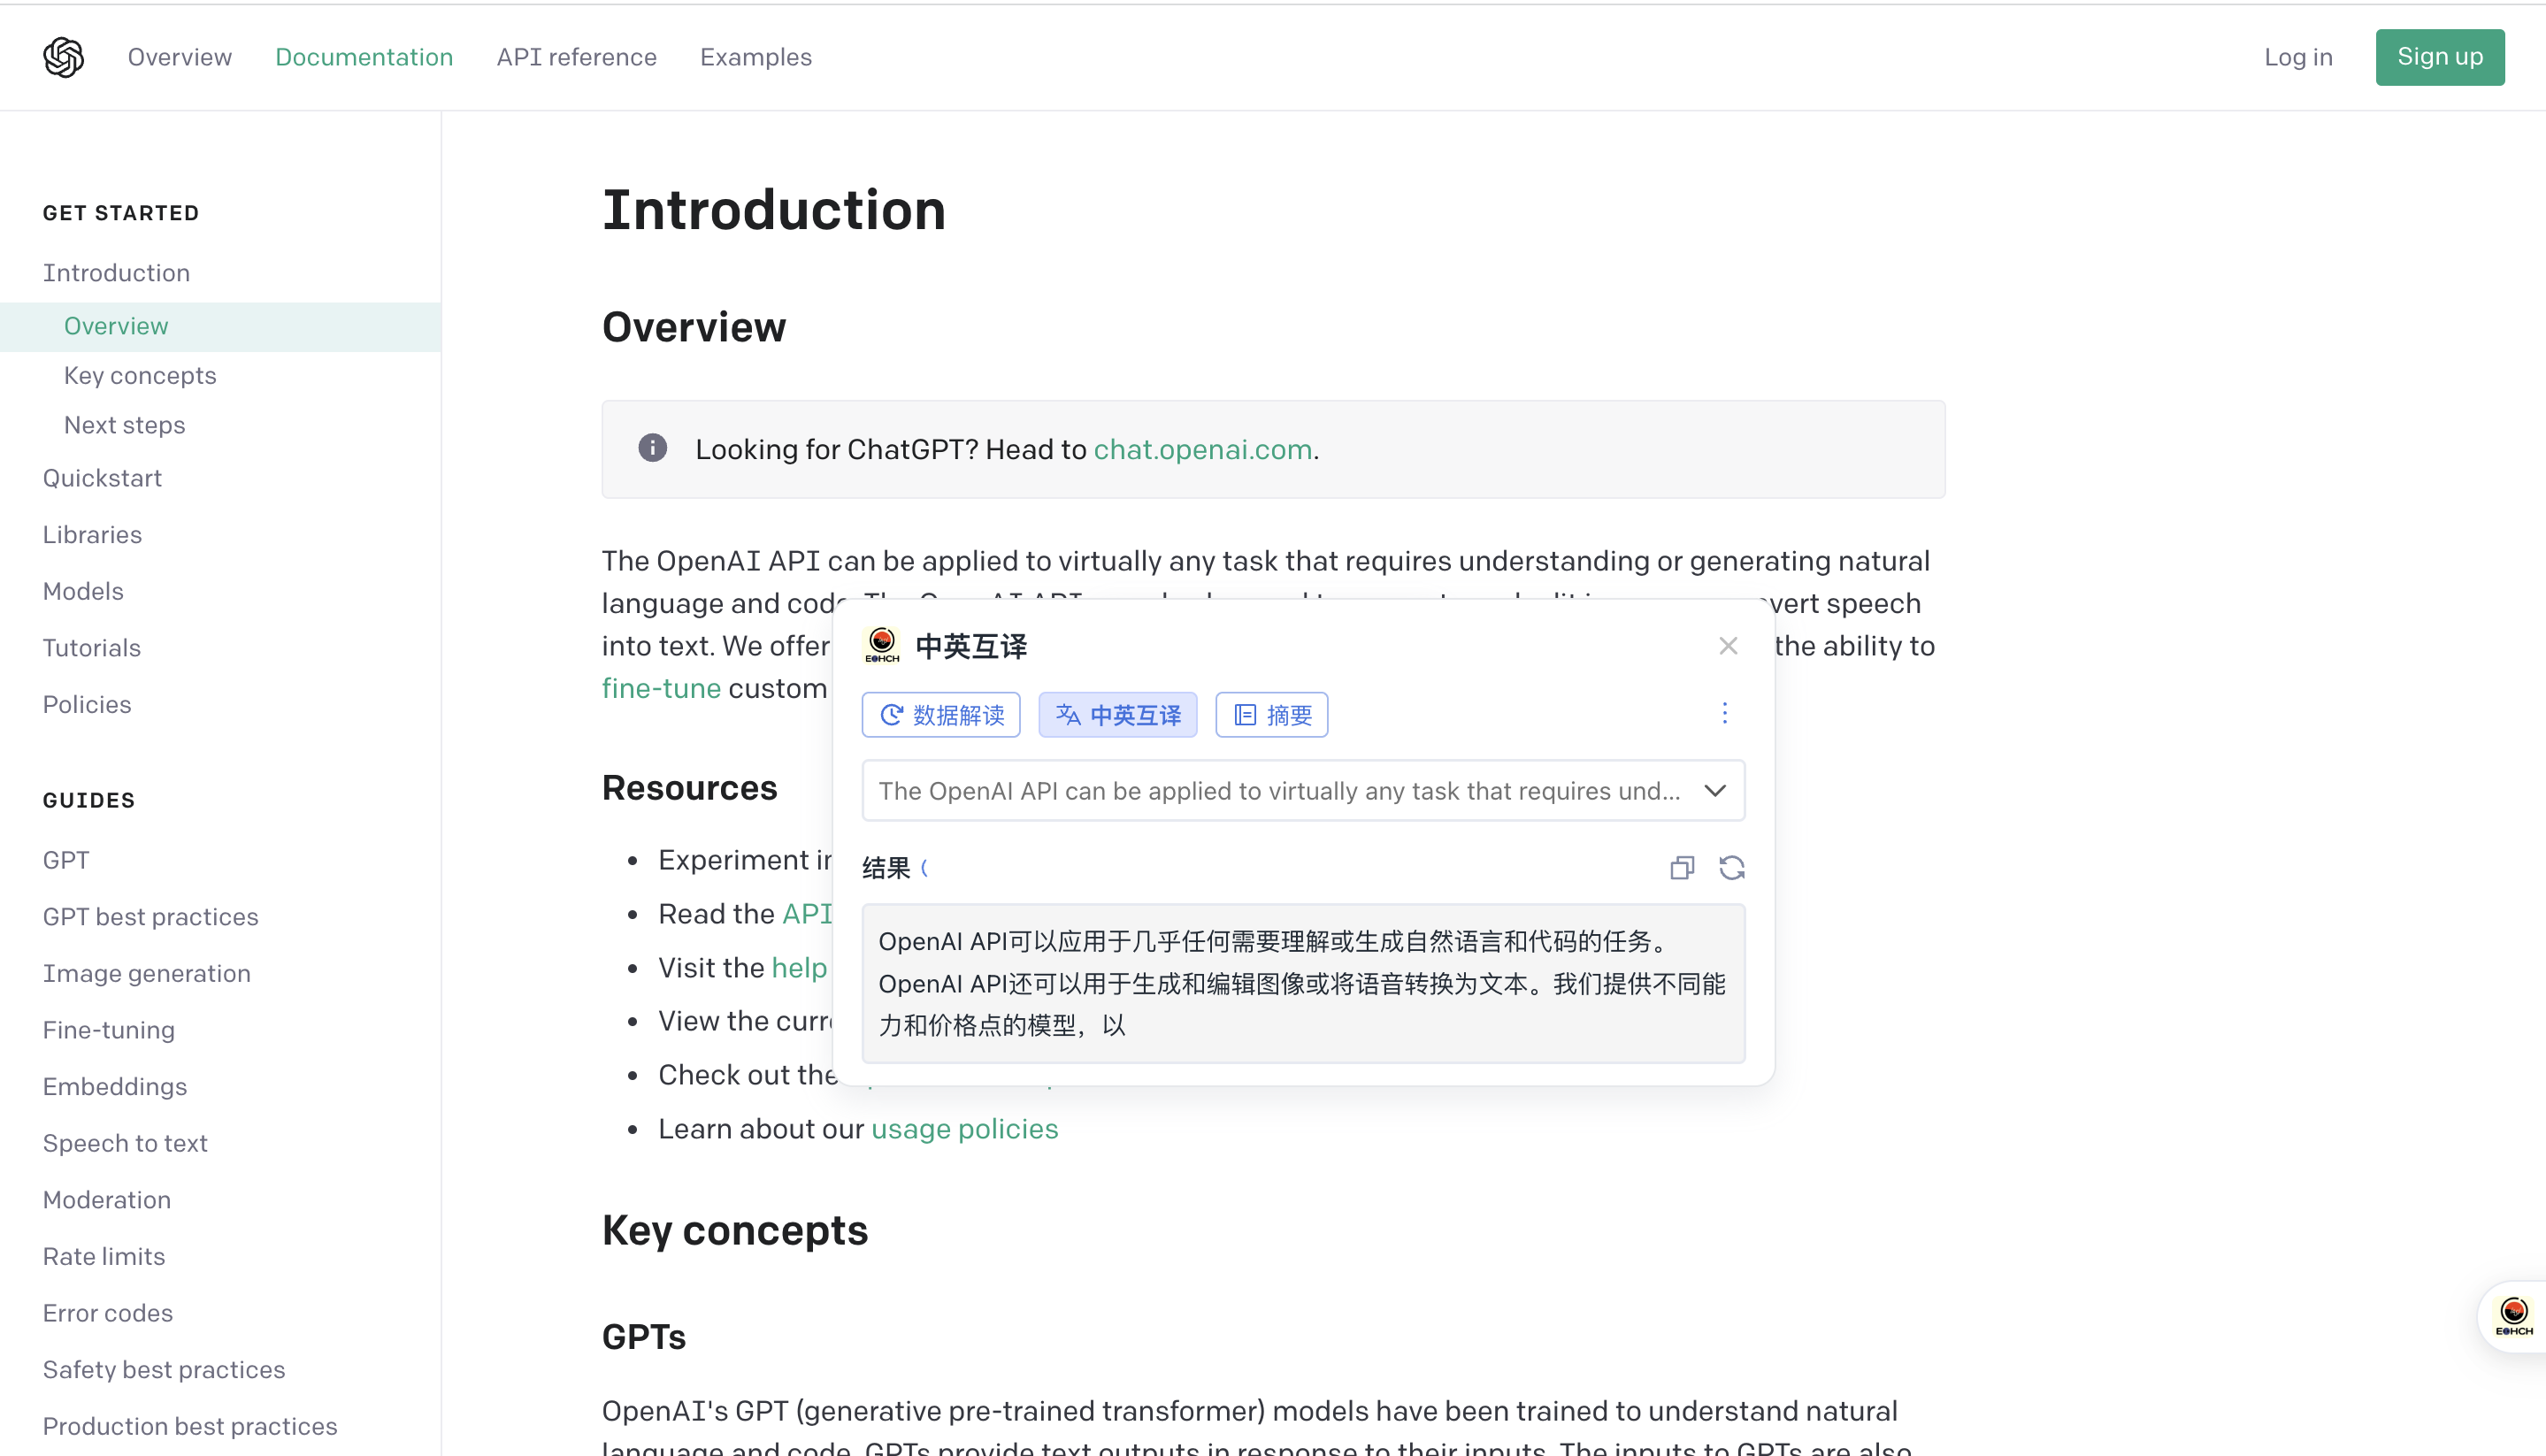 Overview
Documentation
API reference
Examples
Log in
Sign up
GET STARTED
Introduction
Overview
Key concepts
Next steps
Quickstart
Libraries
Models
Tutorials
Policies
GUIDES
GPT
GPT best practices
Image generation
Fine-tuning
Embeddings
Speech to text
Moderation
Rate limits
Error codes
Safety best practices
Production best practices
Introduction
Overview
Looking for ChatGPT? Head to chat.openai.com.
The OpenAI API can be applied to virtually any task that requires understanding or generating natural
language and code. The OpenAI API speech
into text. We offer the ability to
fine-tune custom
Resources
Experiment in
Read the API
Visit the help
View the curr
Check out the
Learn about our usage policies
Key concepts
GPTs
OpenAI's GPT (generative pre-trained transformer) models have been trained to understand natural
language and code. GPTs provide text outputs in response to their inputs. The inputs to GPTs are also
EOHCH
中英互译
数据解读
中英互译
摘要
The OpenAI API can be applied to virtually any task that requires und...
结果
OpenAI API可以应用于几乎任何需要理解或生成自然语言和代码的任务。
OpenAI API还可以用于生成和编辑图像或将语音转换为文本。我们提供不同能
力和价格点的模型，以
EOHCH